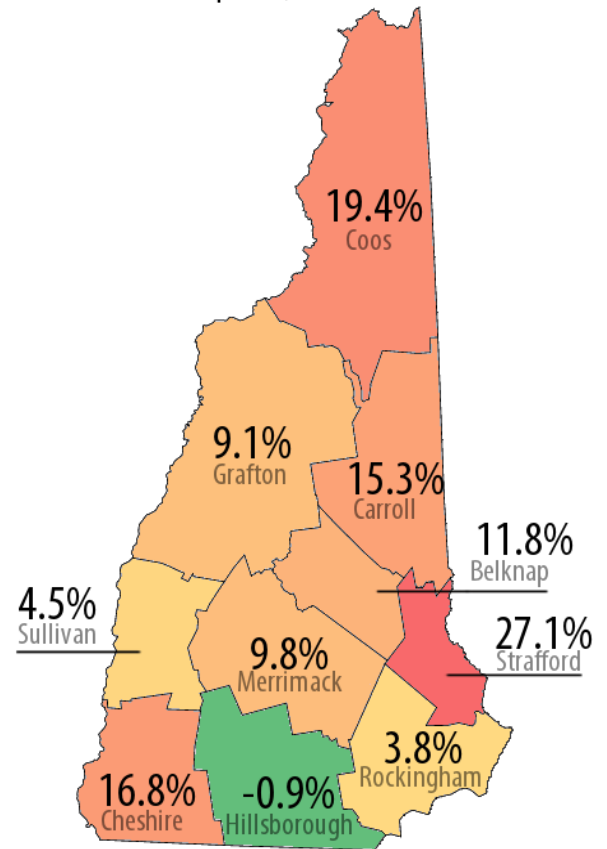 19.4%
Coos
9.1%
Grafton
15.3%
Carroll
11.8%
Belknap
4.5%
Sullivan
27.1%
Strafford
9.8%
Merrimack
3.8%
Rockingham
16.8%
Cheshire
-0.9%
Hillsborough